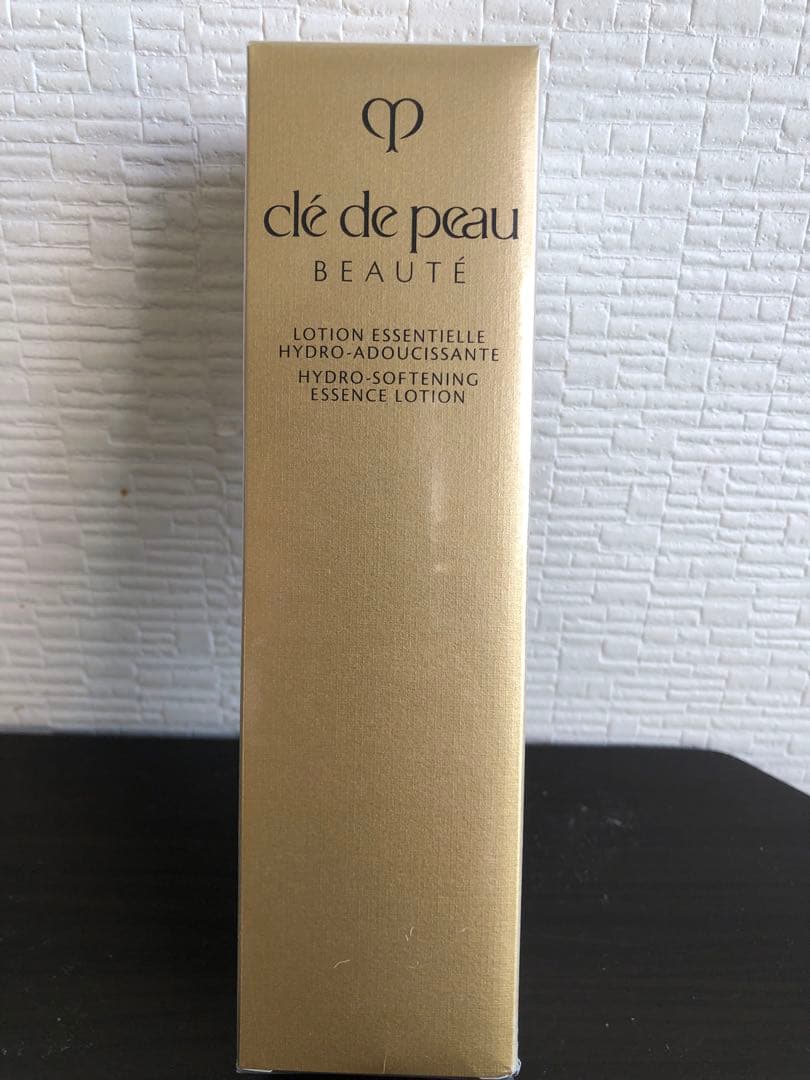 clé de peau
BEAUTÉ
LOTION ESSENTIELLE
HYDRO-ADOUCISSANTE
HYDRO-SOFTENING
ESSENCE LOTION